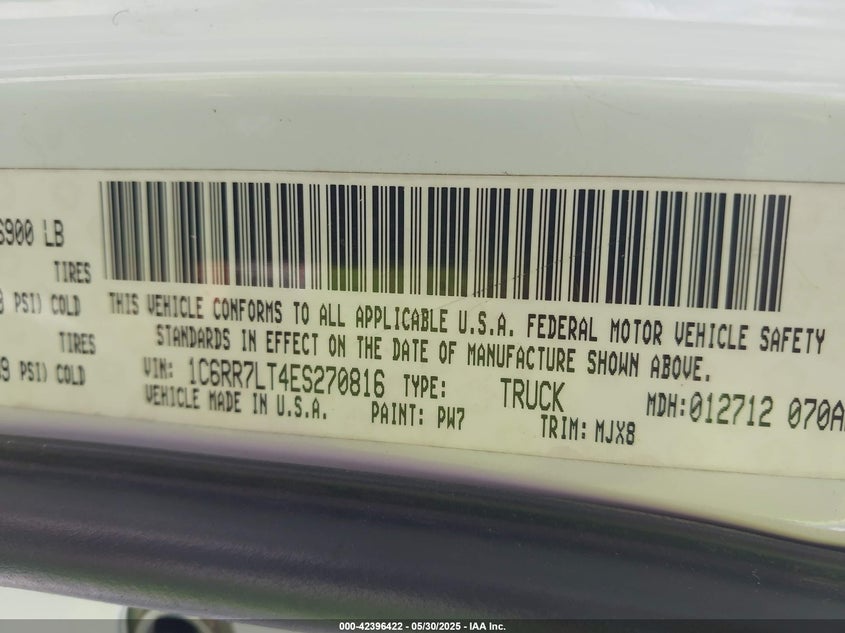 6900 LB
TIRES
PSI) COLD
THIS VEHICLE CONFORMS TO ALL APPLICABLE U.S.A. FEDERAL MOTOR VEHICLE SAFETY
STANDARDS IN EFFECT ON THE DATE OF MANUFACTURE SHOWN ABOVE.
TIRES
9 PSI) COLD
VIN: 1C6RR7LT4ES270816 TYPE: TRUCK MDH:012712 070A
VEHICLE MADE IN U.S.A. PAINT: PW7 TRIM: MJX8
000-42396422 - 05/30/2025 - IAA Inc.